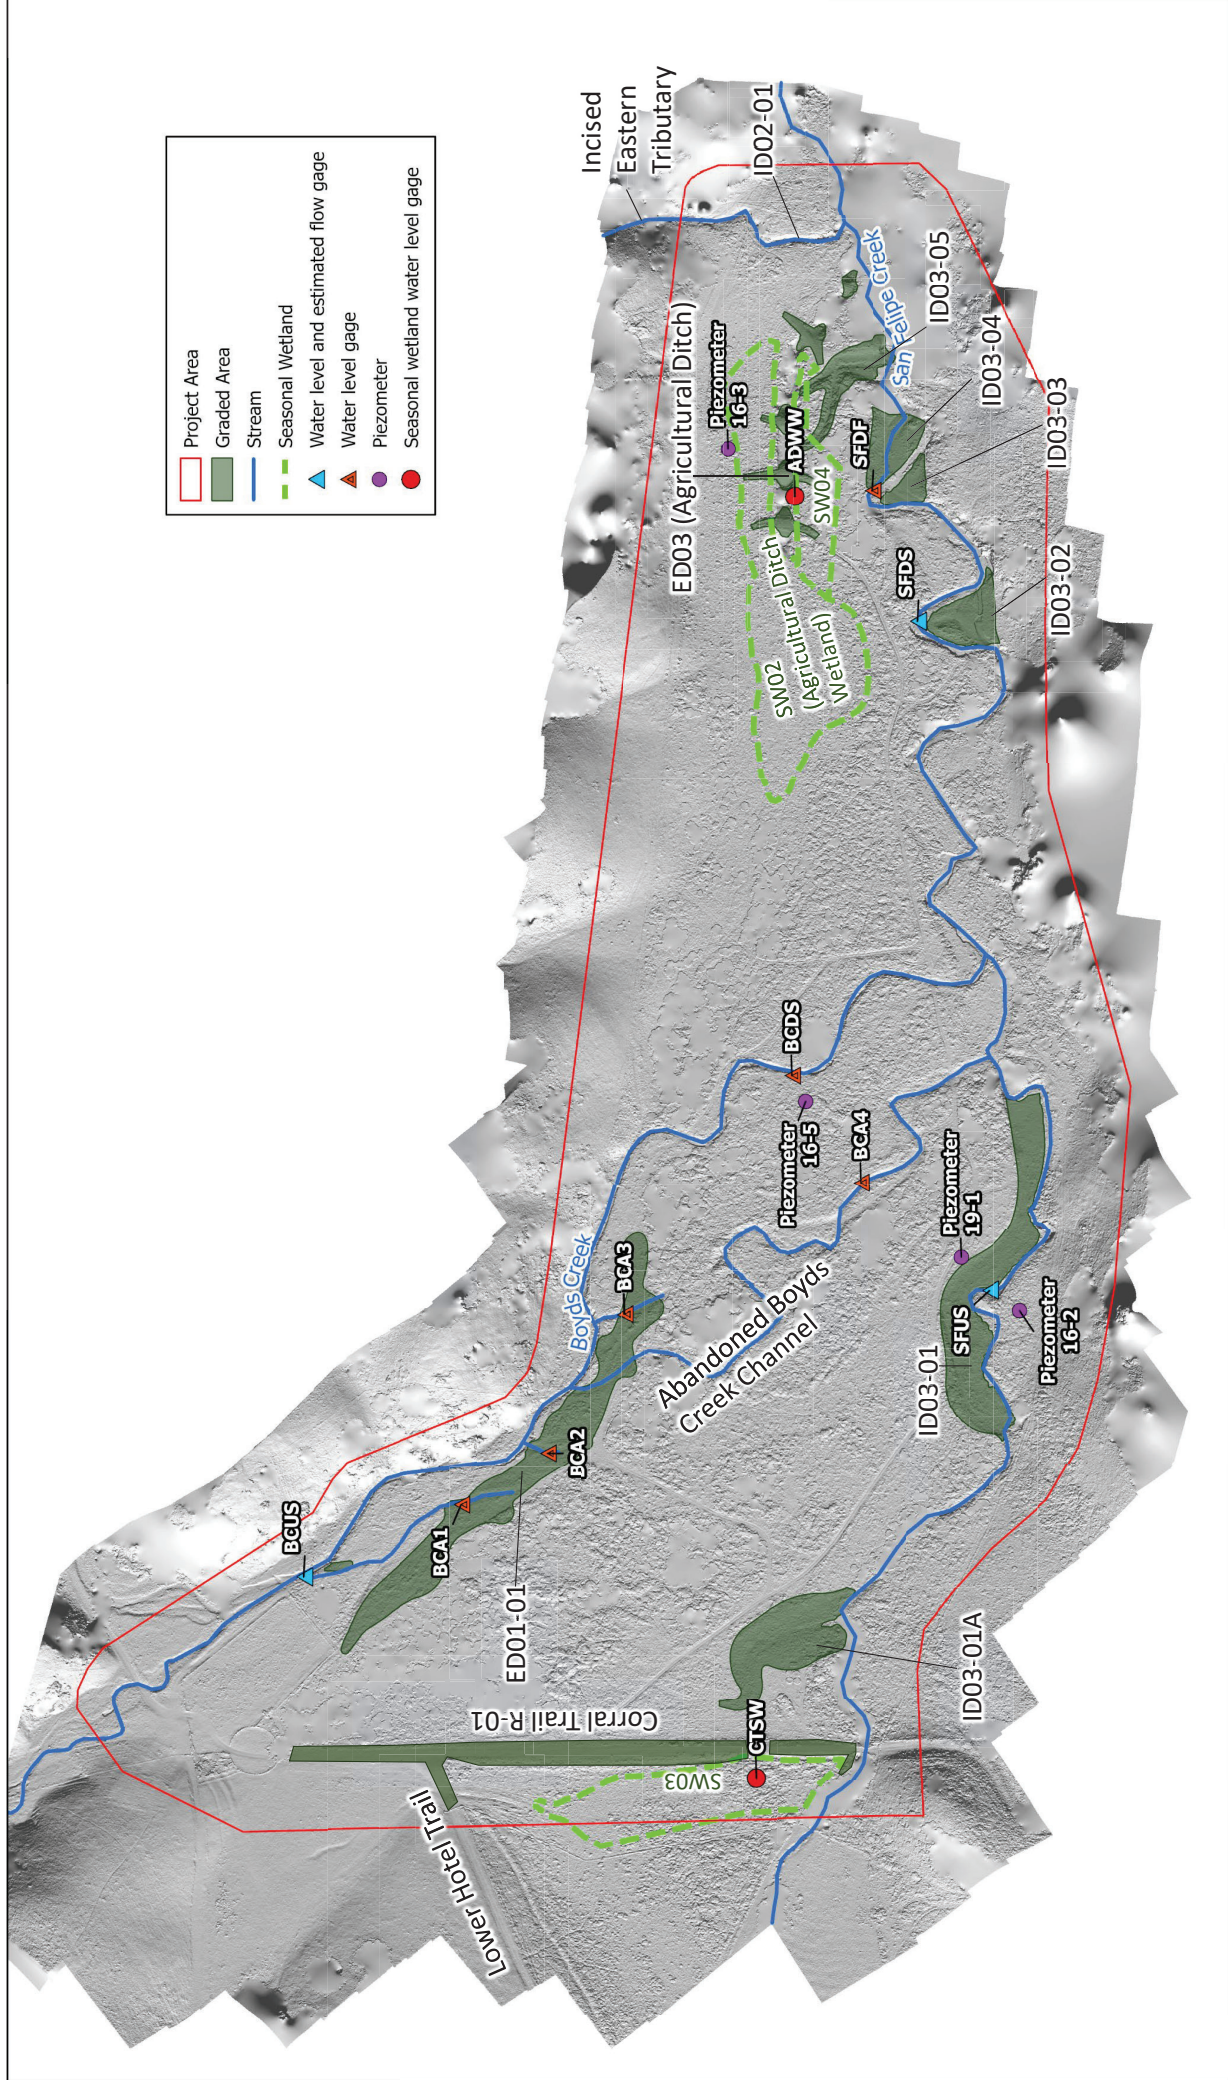 Project Area
Graded Area
Stream
Seasonal Wetland
Water level and estimated flow gage
Water level gage
Piezometer
Seasonal wetland water level gage
Incised
Eastern
Tributary
ID02-01
San Felipe Creek
ID03-05
ID03-04
ID03-03
ID03-02
ED03 (Agricultural Ditch)
Piezometer
16-3
ADWW
SW04
SFDF
SFDS
SW02
(Agricultural Ditch
Wetland)
BCDS
Piezometer
16-5
BCA4
Piezometer
19-1
Piezometer
16-2
SFUS
ID03-01
Boyds Creek
BCA3
Abandoned Boyds
Creek Channel
BCA2
BCA1
BCUS
ED01-01
ID03-01A
Corral Trail R-01
CTSW
SW03
Lower Hotel Trail